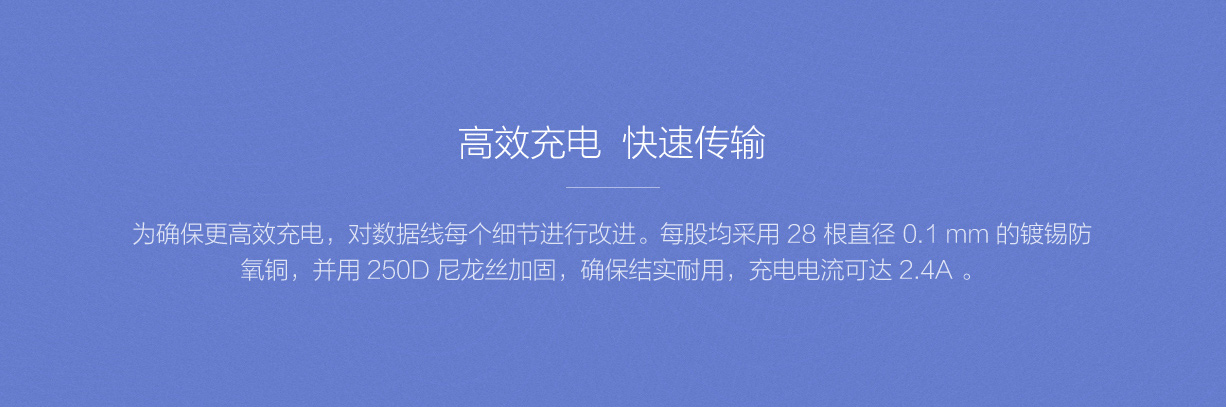 高效充电 快速传输
为确保更高效充电，对数据线每个细节进行改进。每股均采用 28 根直径 0.1 mm 的镀锡防
氧铜，并用 250D 尼龙丝加固，确保结实耐用，充电电流可达 2.4A 。